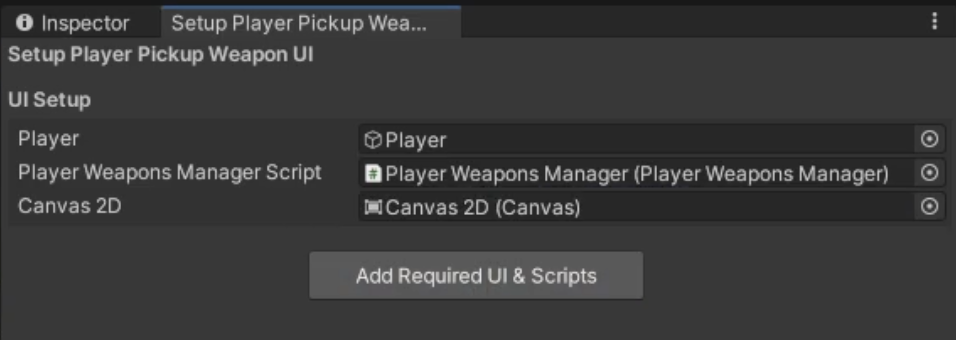 Inspector Setup Player Pickup Wea...
Setup Player Pickup Weapon UI
UI Setup
Player Player
Player Weapons Manager Script # Player Weapons Manager (Player Weapons Manager)
Canvas 2D Canvas 2D (Canvas)
Add Required UI & Scripts